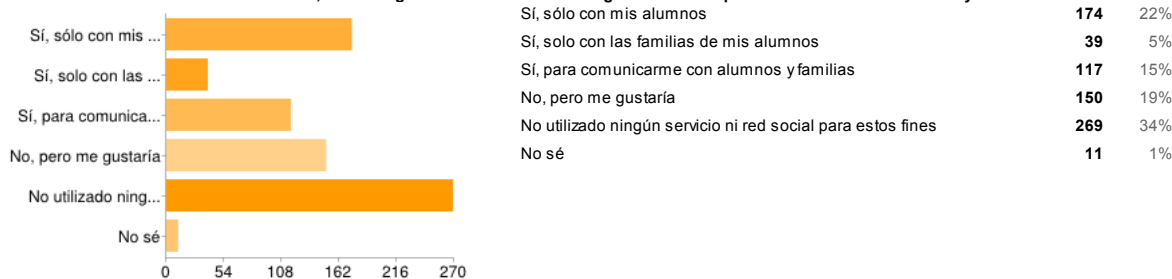 Sí, sólo con mis ...
Sí, solo con las ...
Sí, para comunica...
No, pero me gustaría
No utilizado ning...
No sé
0 54 108 162 216 270
Sí, sólo con mis alumnos 174 22%
Sí, solo con las familias de mis alumnos 39 5%
Sí, para comunicarme con alumnos y familias 117 15%
No, pero me gustaría 150 19%
No utilizado ningún servicio ni red social para estos fines 269 34%
No sé 11 1%